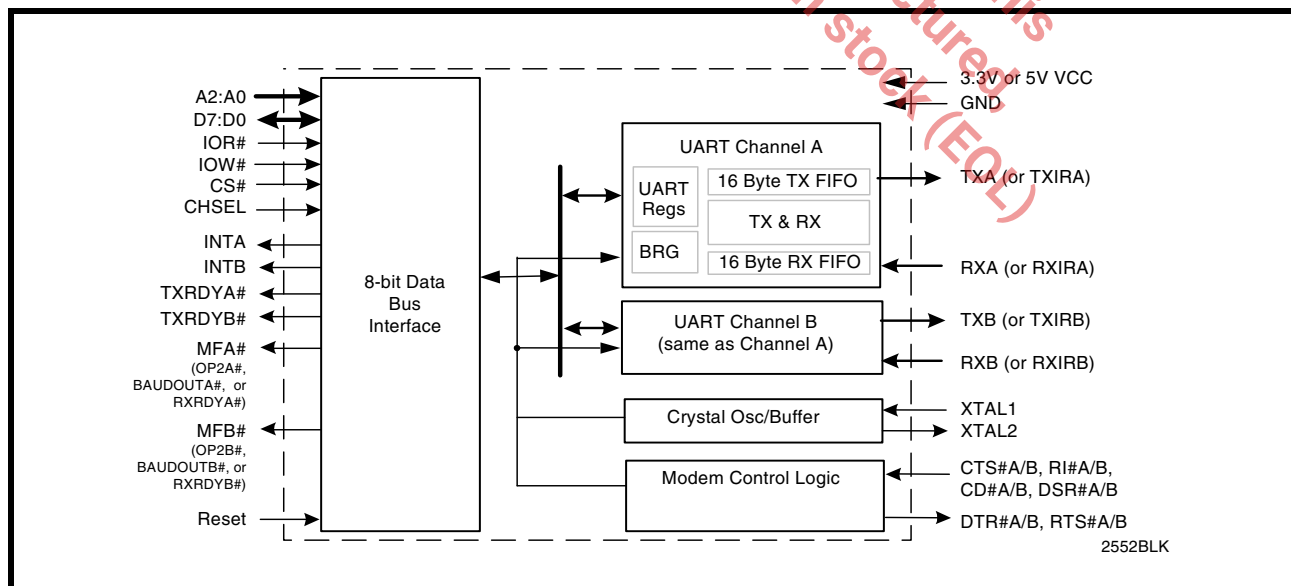 his
ctured.
n stock (EOL)
A2:A0
D7:D0
IOR#
IOW#
CS#
CHSEL
INTA
INTB
TXRDYA#
TXRDYB#
MFA#
(OP2A#,
BAUDOUTA#, or
RXRDYA#)
MFB#
(OP2B#,
BAUDOUTB#, or
RXRDYB#)
Reset
8-bit Data
Bus
Interface
UART Channel A
UART
Regs
BRG
16 Byte TX FIFO
TX & RX
16 Byte RX FIFO
UART Channel B
(same as Channel A)
Crystal Osc/Buffer
Modem Control Logic
3.3V or 5V VCC
GND
TXA (or TXIRA)
RXA (or RXIRA)
TXB (or TXIRB)
RXB (or RXIRB)
XTAL1
XTAL2
CTS#A/B, RI#A/B,
CD#A/B, DSR#A/B
DTR#A/B, RTS#A/B
2552BLK